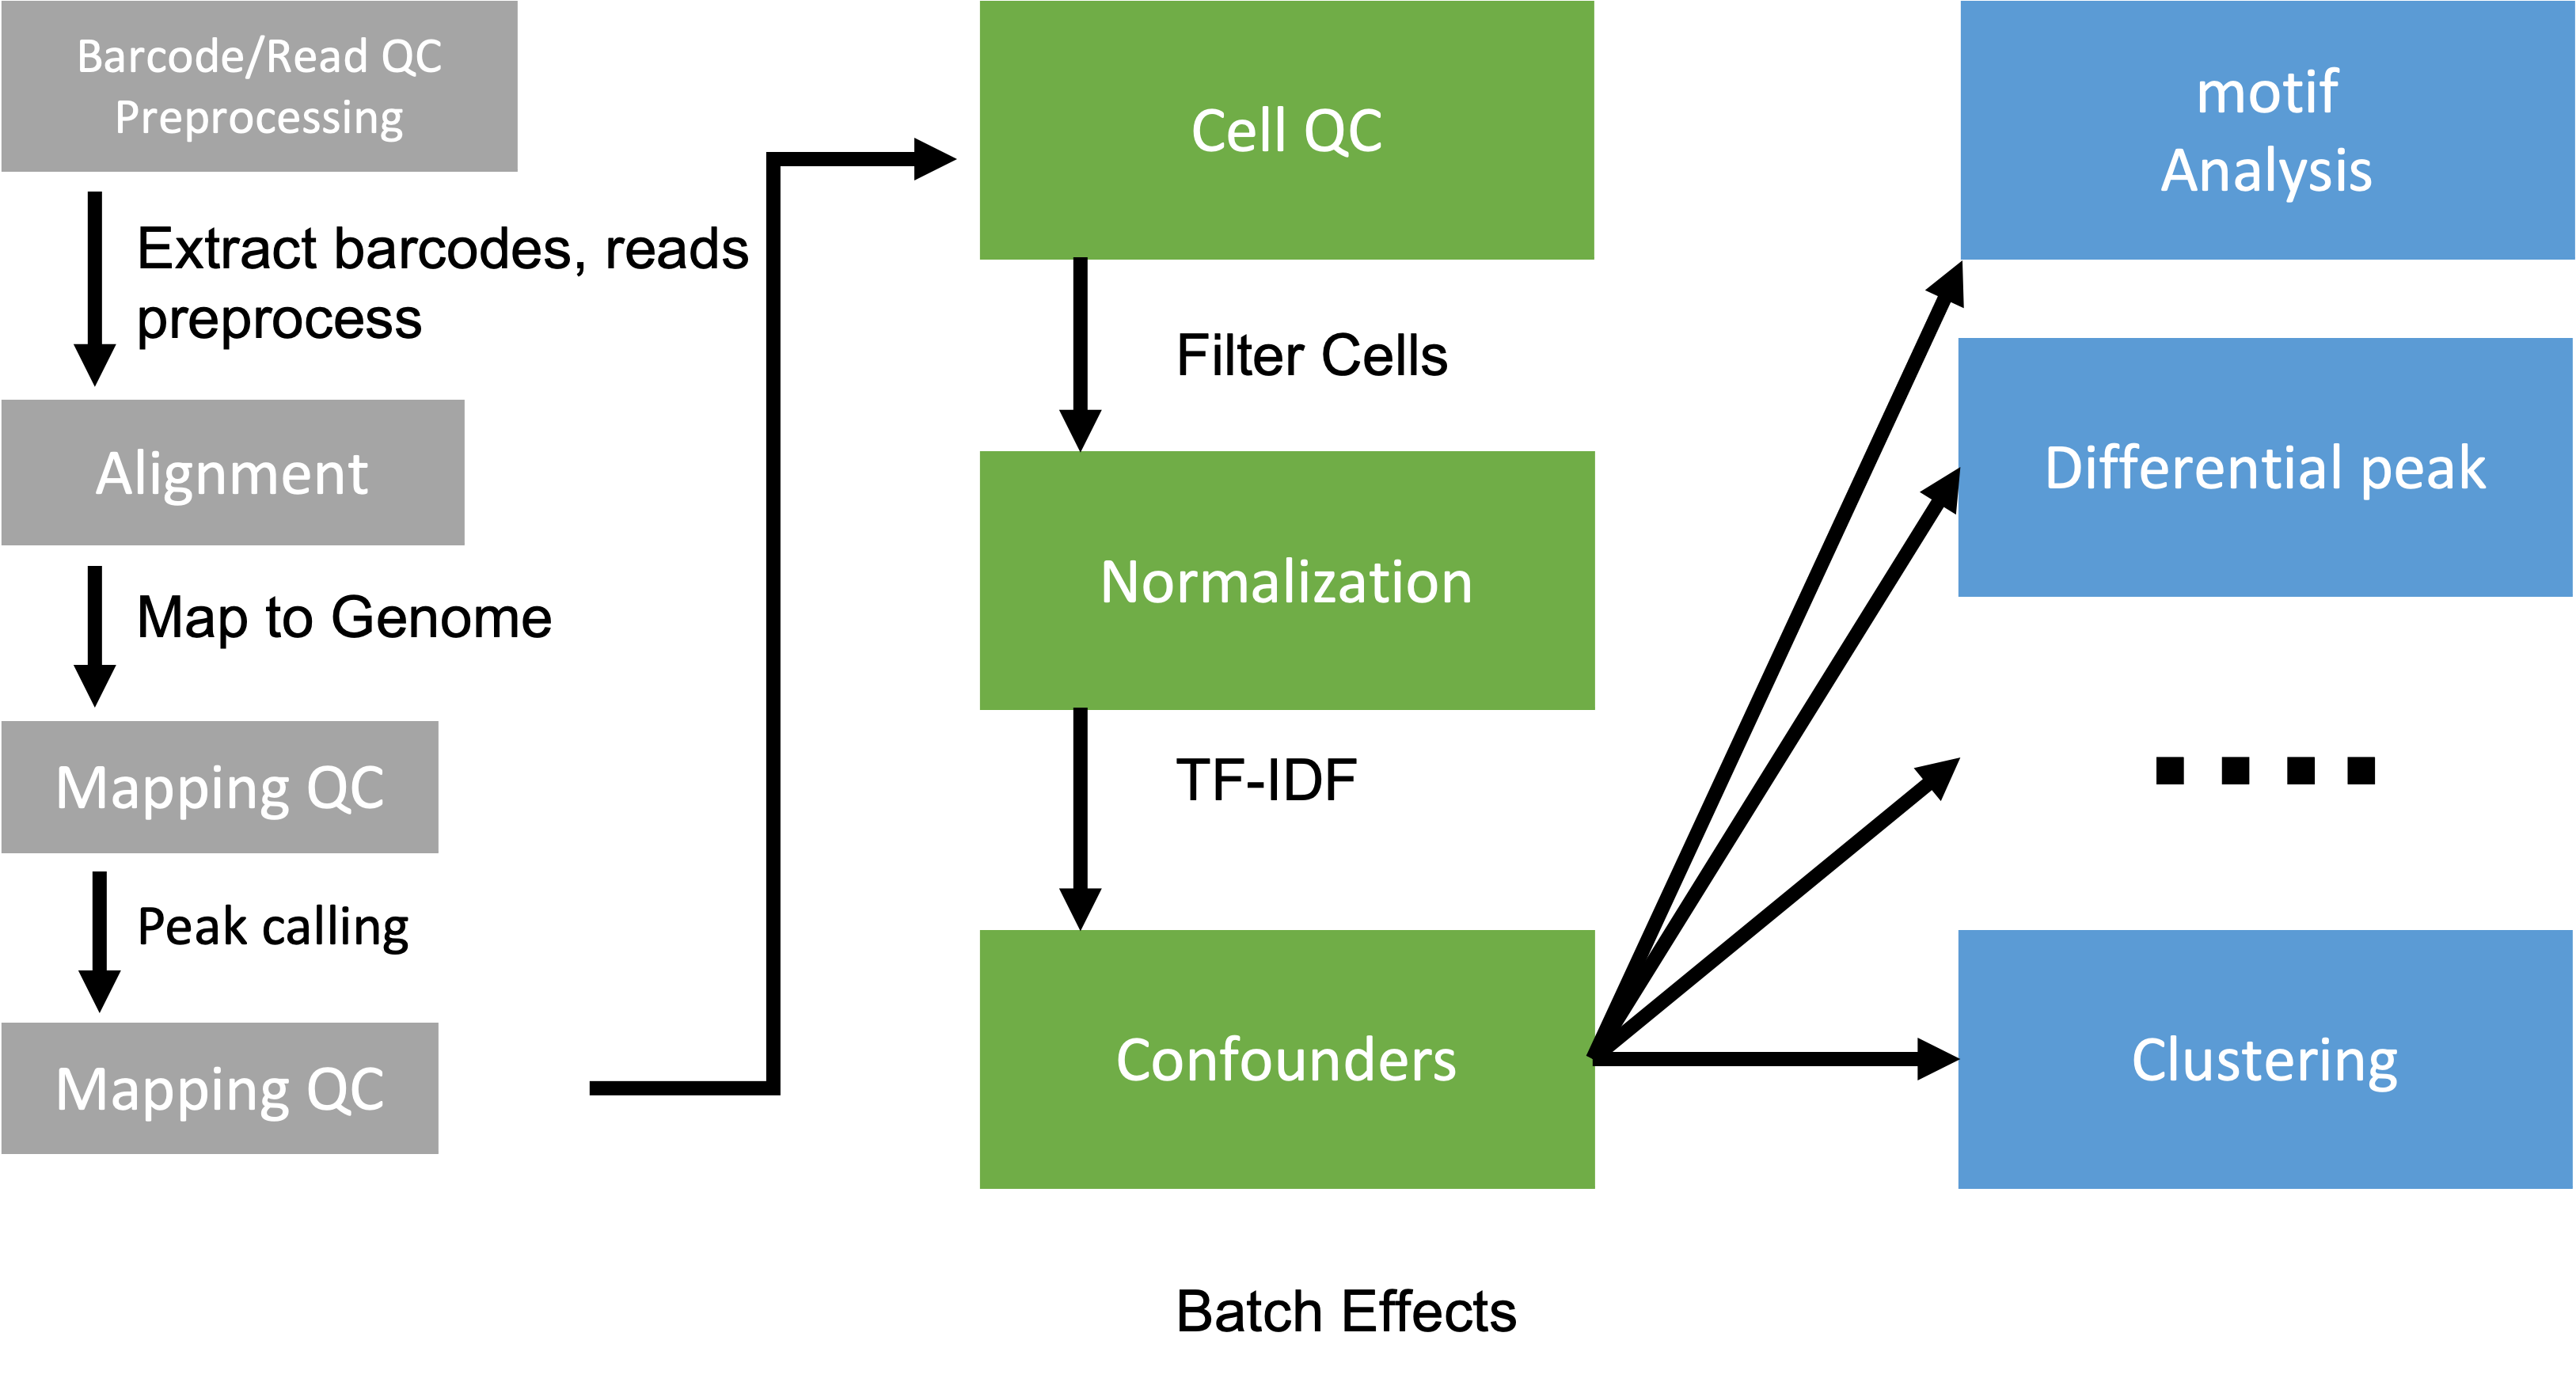 Barcode/Read QC
Preprocessing
Extract barcodes, reads
preprocess
Alignment
Map to Genome
Mapping QC
Peak calling
Mapping QC
Cell QC
Filter Cells
Normalization
TF-IDF
Confounders
Batch Effects
motif
Analysis
Differential peak
Clustering